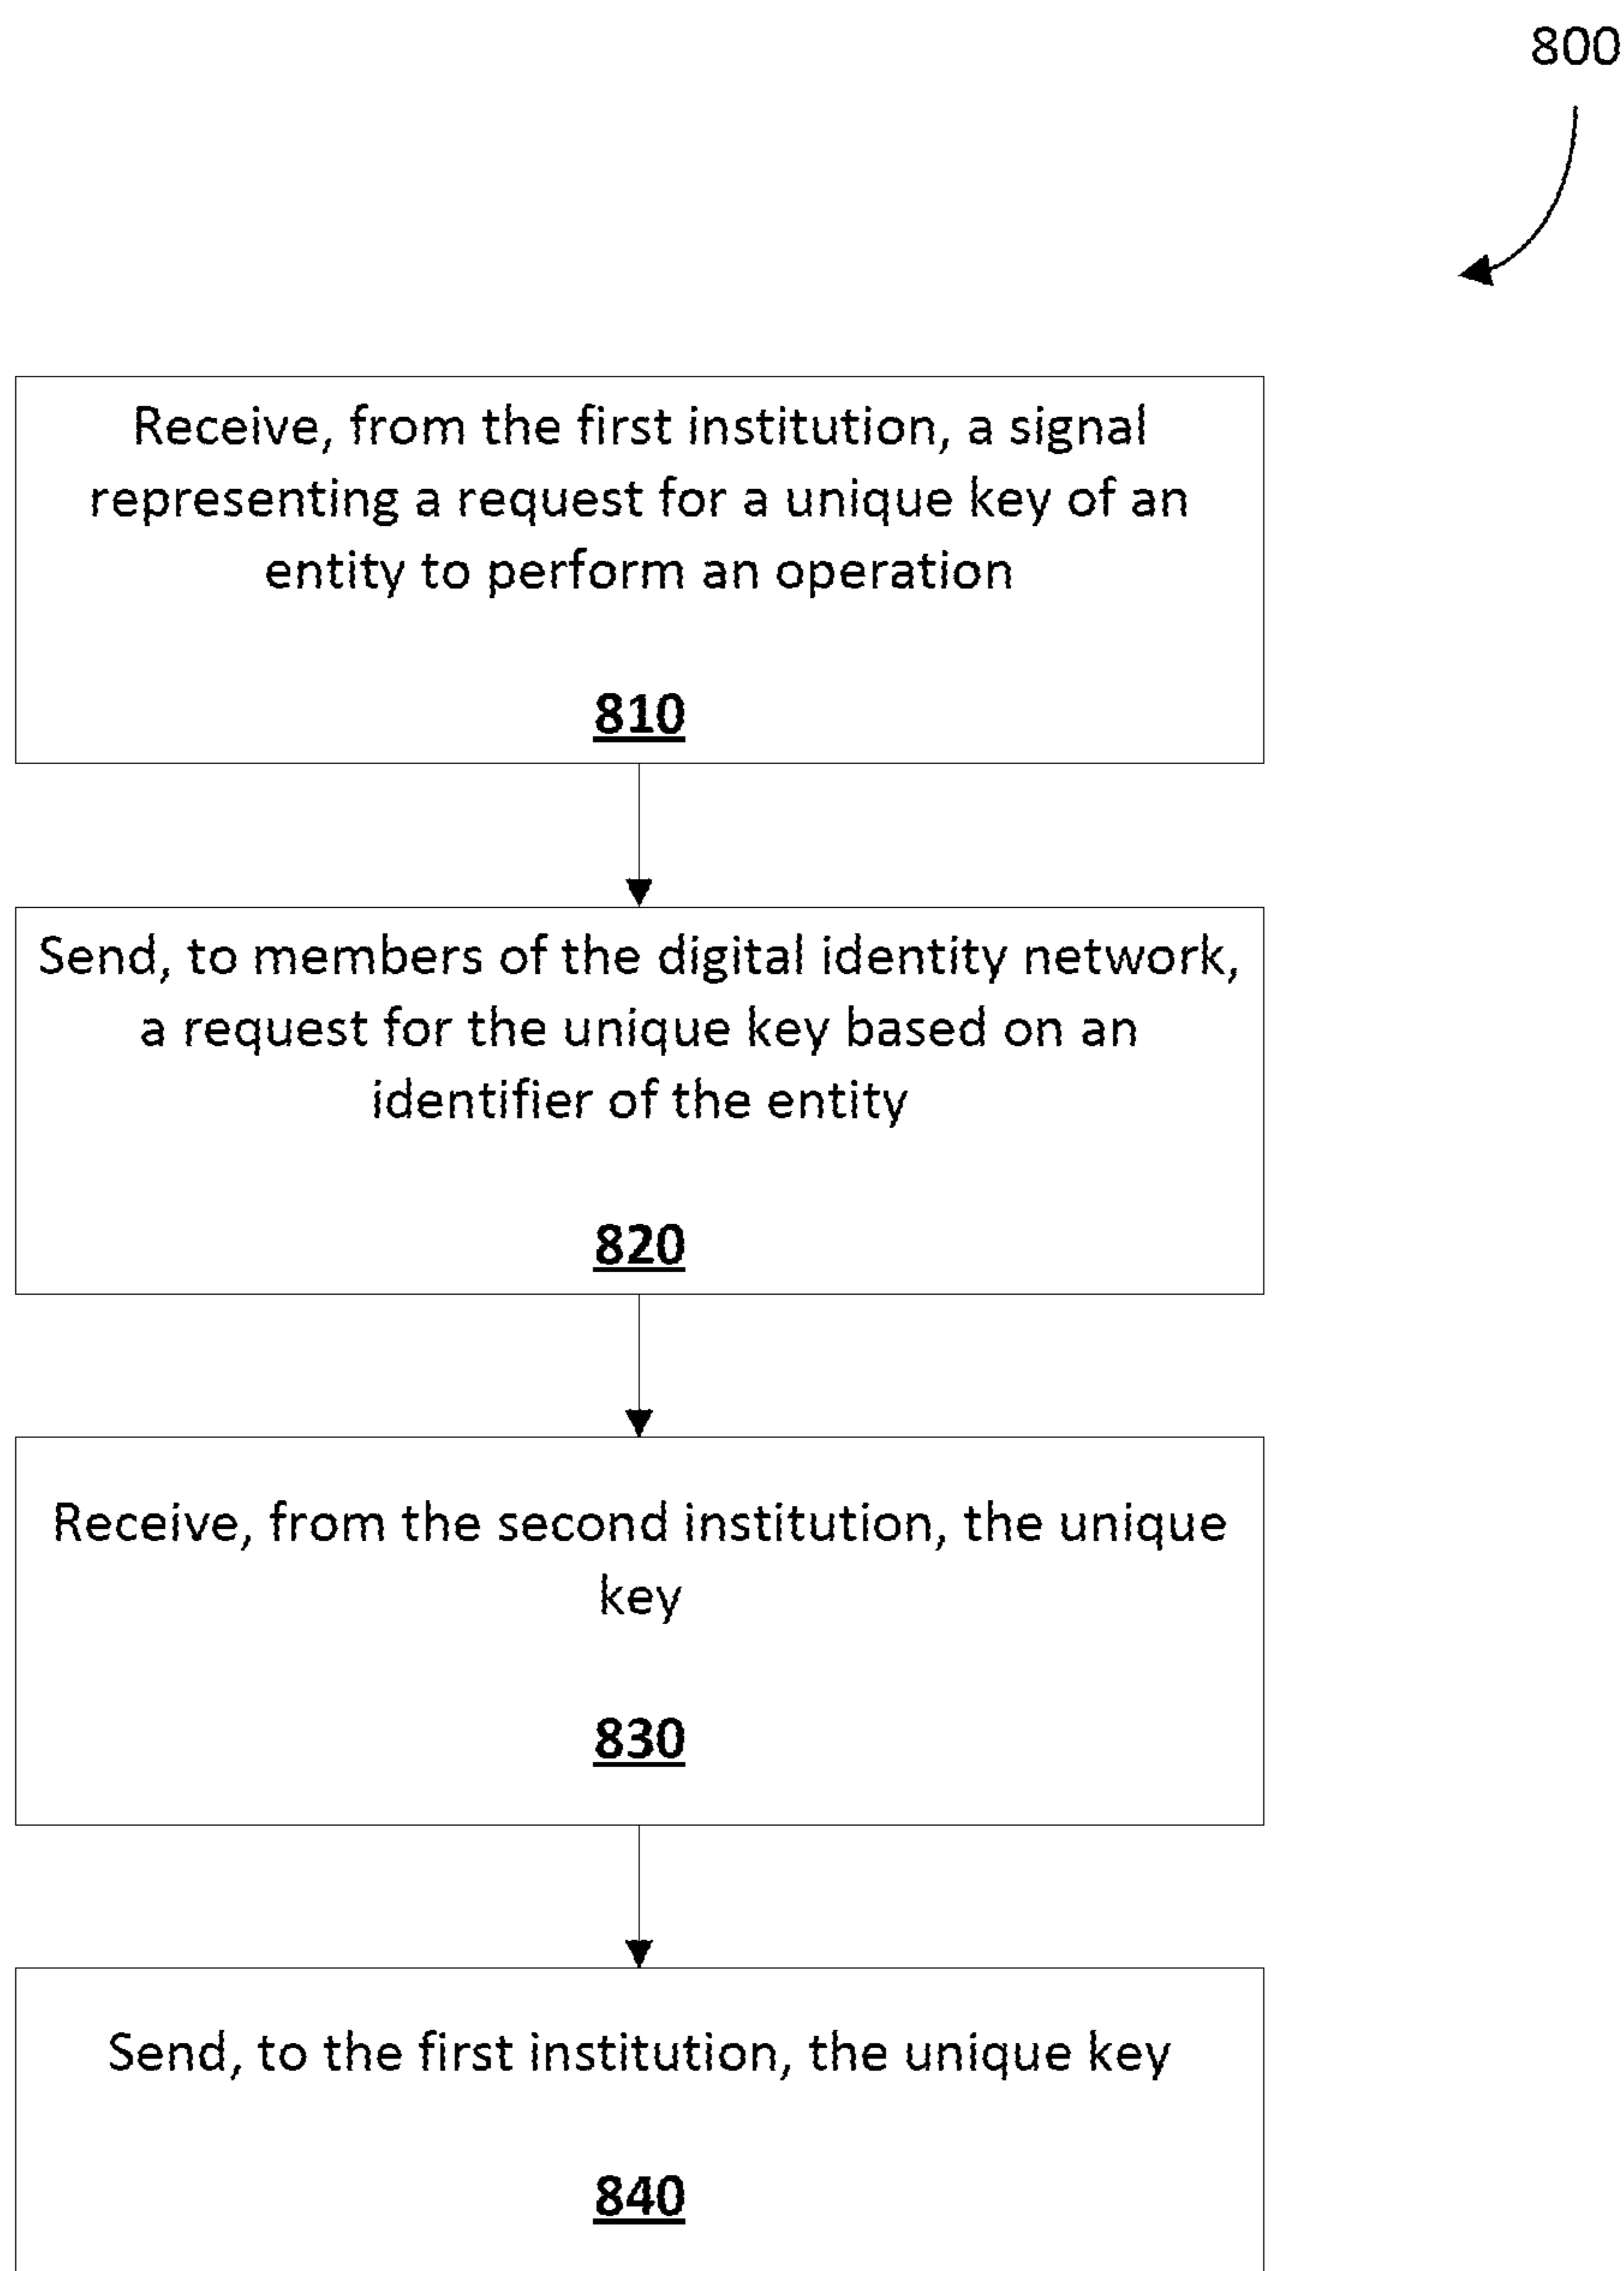 800
Receive, from the first institution, a signal
representing a request for a unique key of an
entity to perform an operation
810
Send, to members of the digital identity network,
a request for the unique key based on an
identifier of the entity
820
Receive, from the second institution, the unique
key
830
Send, to the first institution, the unique key
840